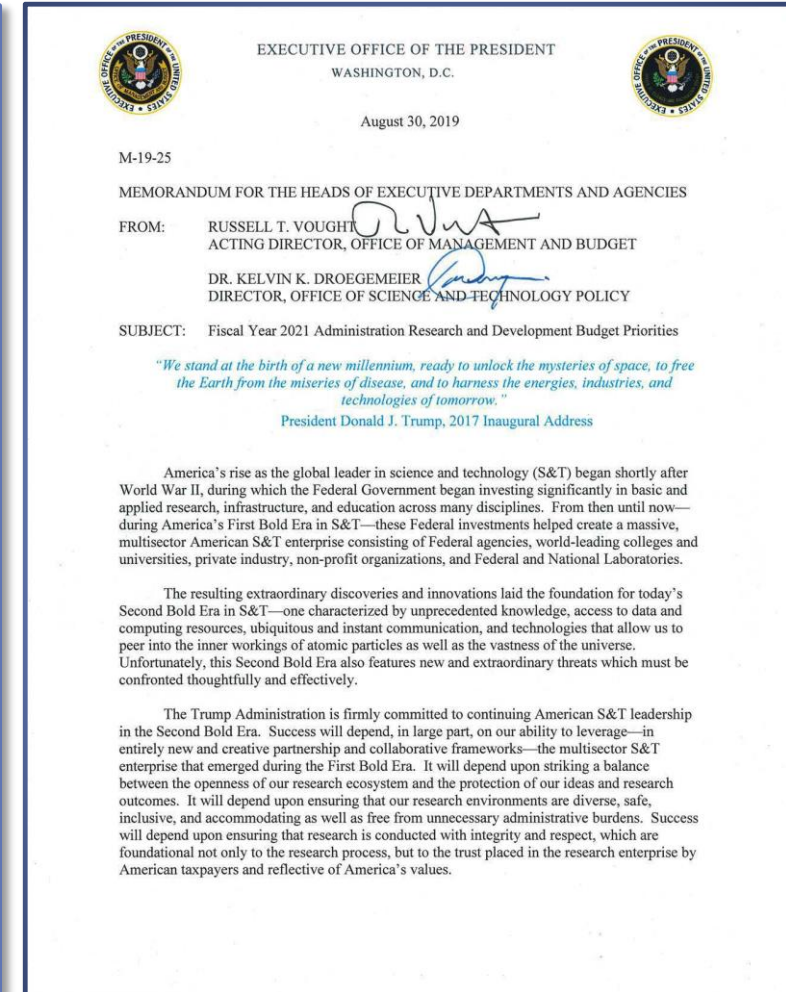 EXECUTIVE OFFICE OF THE PRESIDENT
WASHINGTON, D.C.
August 30, 2019
M-19-25
MEMORANDUM FOR THE HEADS OF EXECUTIVE DEPARTMENTS AND AGENCIES
FROM: RUSSELL T. VOUGHT
ACTING DIRECTOR, OFFICE OF MANAGEMENT AND BUDGET
DR. KELVIN K. DROEGEMEIER
DIRECTOR, OFFICE OF SCIENCE AND TECHNOLOGY POLICY
SUBJECT: Fiscal Year 2021 Administration Research and Development Budget Priorities
"We stand at the birth of a new millennium, ready to unlock the mysteries of space, to free
the Earth from the miseries of disease, and to harness the energies, industries, and
technologies of tomorrow."
President Donald J. Trump, 2017 Inaugural Address
America's rise as the global leader in science and technology (S&T) began shortly after
World War II, during which the Federal Government began investing significantly in basic and
applied research, infrastructure, and education across many disciplines. From then until now—
during America's First Bold Era in S&T—these Federal investments helped create a massive,
multisector American S&T enterprise consisting of Federal agencies, world-leading colleges and
universities, private industry, non-profit organizations, and Federal and National Laboratories.
The resulting extraordinary discoveries and innovations laid the foundation for today's
Second Bold Era in S&T—one characterized by unprecedented knowledge, access to data and
computing resources, ubiquitous and instant communication, and technologies that allow us to
peer into the inner workings of atomic particles as well as the vastness of the universe.
Unfortunately, this Second Bold Era also features new and extraordinary threats which must be
confronted thoughtfully and effectively.
The Trump Administration is firmly committed to continuing American S&T leadership
in the Second Bold Era. Success will depend, in large part, on our ability to leverage—in
entirely new and creative partnership and collaborative frameworks—the multisector S&T
enterprise that emerged during the First Bold Era. It will depend upon striking a balance
between the openness of our research ecosystem and the protection of our ideas and research
outcomes. It will depend upon ensuring that our research environments are diverse, safe,
inclusive, and accommodating as well as free from unnecessary administrative burdens. Success
will depend upon ensuring that research is conducted with integrity and respect, which are
foundational not only to the research process, but to the trust placed in the research enterprise by
American taxpayers and reflective of America's values.